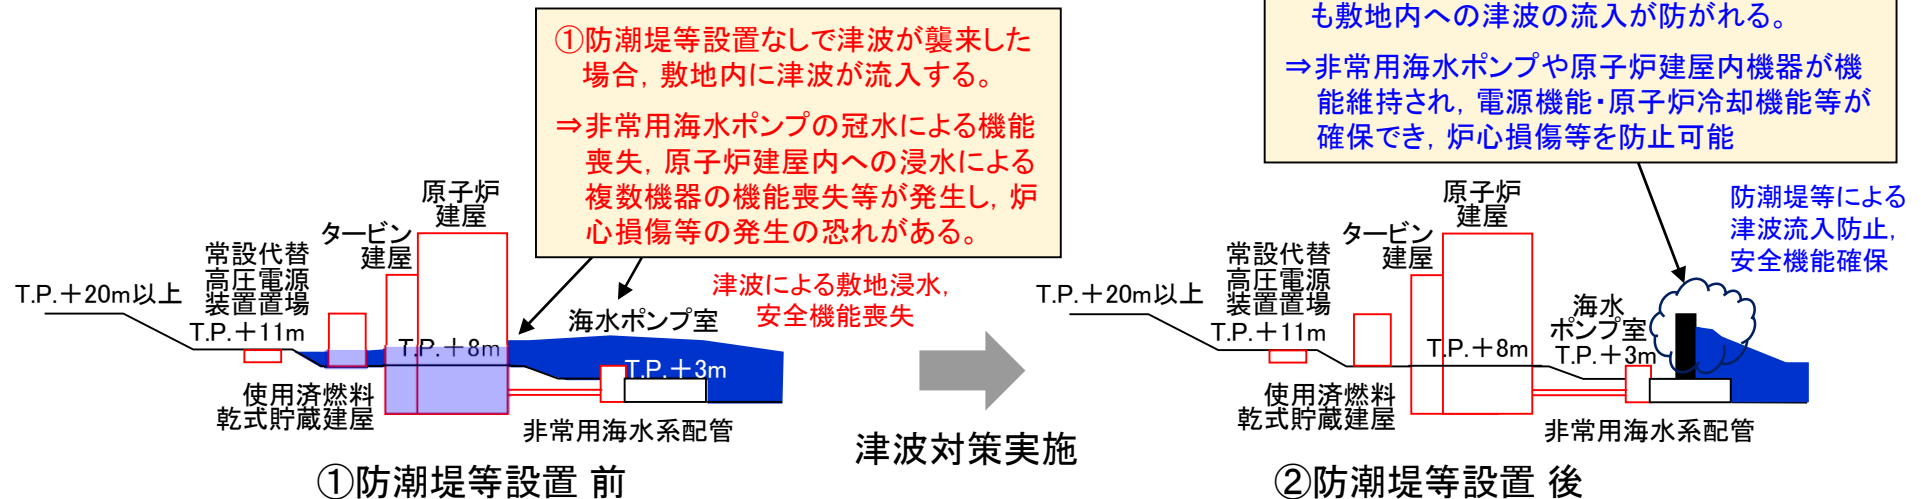 ①防潮堤等設置なしで津波が襲来した
場合，敷地内に津波が流入する。
⇒非常用海水ポンプの冠水による機能
喪失，原子炉建屋内への浸水による
複数機器の機能喪失等が発生し，炉
心損傷等の発生の恐れがある。
原子炉
建屋
タービン
建屋
常設代替
高圧電源
装置置場
T.P.＋20m以上
T.P.＋11m
T.P.＋8m
津波による敷地浸水，
安全機能喪失
海水ポンプ室
T.P.＋3m
使用済燃料
乾式貯蔵建屋
非常用海水系配管
①防潮堤等設置 前
津波対策実施
も敷地内への津波の流入が防がれる。
⇒非常用海水ポンプや原子炉建屋内機器が機
能維持され，電源機能・原子炉冷却機能等が
確保でき，炉心損傷等を防止可能
防潮堤等による
津波流入防止，
安全機能確保
原子炉
建屋
タービン
建屋
常設代替
高圧電源
装置置場
T.P.＋20m以上
T.P.＋11m
T.P.＋8m
海水
ポンプ室
T.P.＋3m
使用済燃料
乾式貯蔵建屋
非常用海水系配管
②防潮堤等設置 後